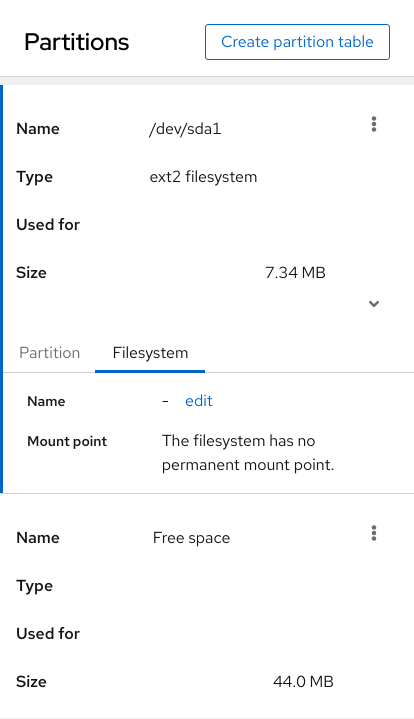 Partitions
Create partition table
Name /dev/sda1
Type ext2 filesystem
Used for
Size 7.34 MB
Partition Filesystem
Name - edit
Mount point The filesystem has no
permanent mount point.
Name Free space
Type
Used for
Size 44.0 MB